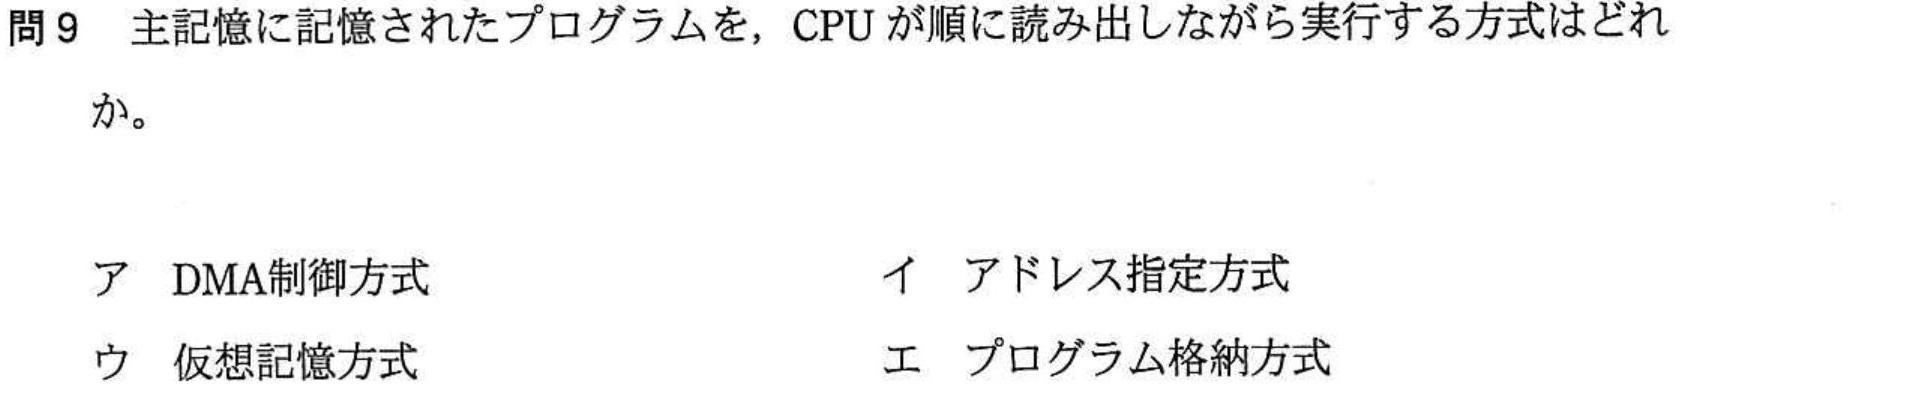 問9　主記憶に記憶されたプログラムを，CPU が順に読み出しながら実行する方式はどれ
か。
ア　DMA制御方式　イ　アドレス指定方式
ウ　仮想記憶方式　エ　プログラム格納方式